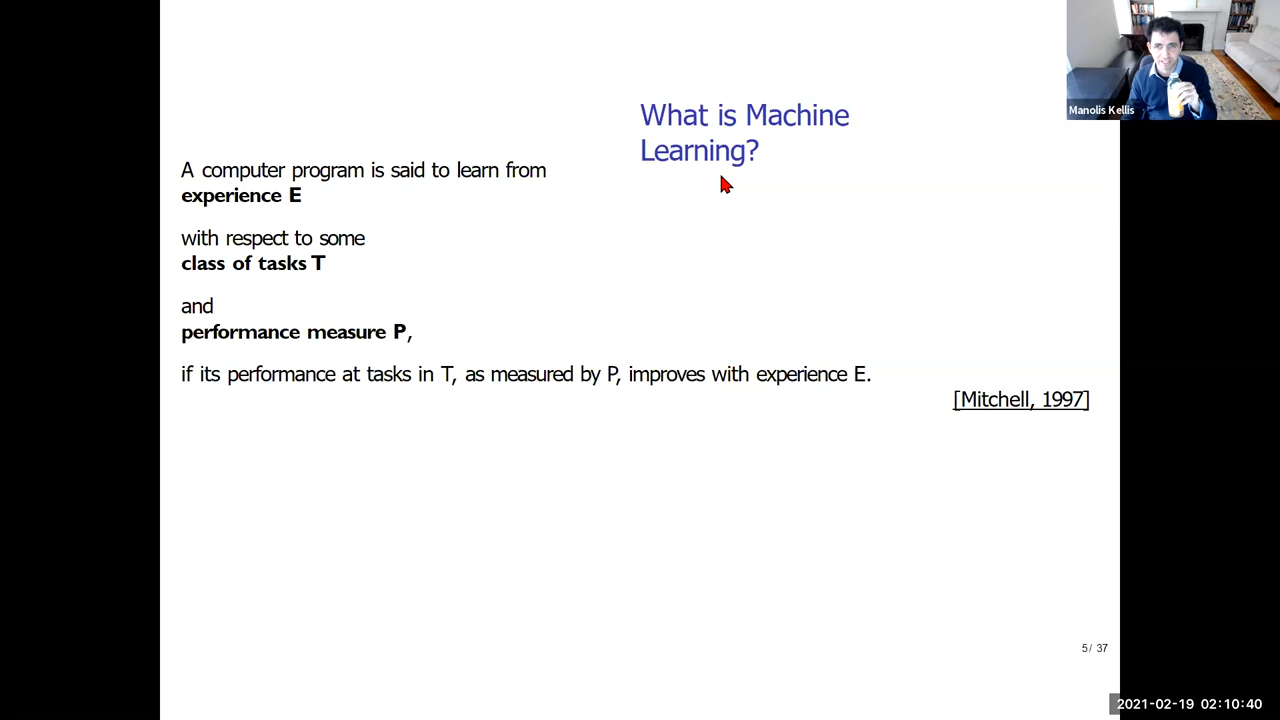 Manolis Kellis
What is Machine
Learning?
A computer program is said to learn from
experience E
with respect to some
class of tasks T
and
performance measure P,
if its performance at tasks in T, as measured by P, improves with experience E.
[Mitchell, 1997]
5 / 37
2021-02-19 02:10:40